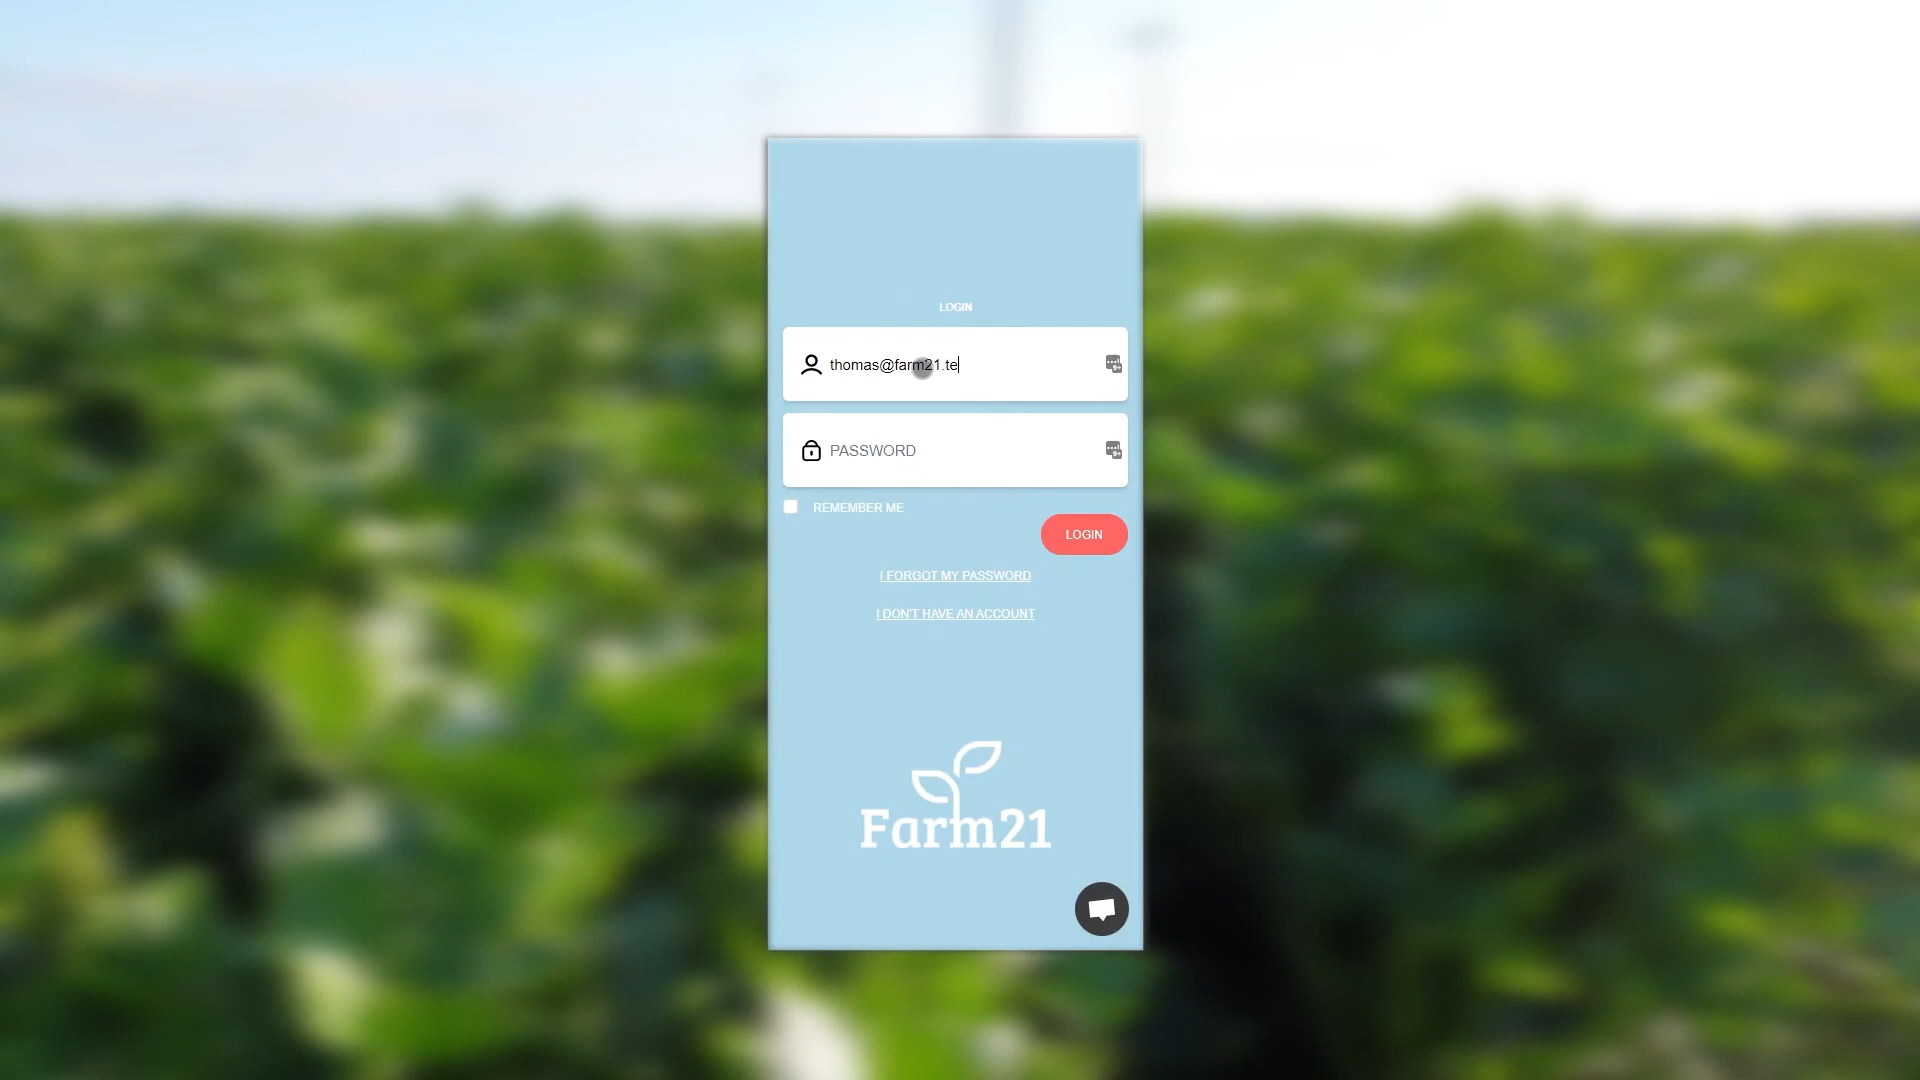 LOGIN
thomas@farm21.te
PASSWORD
REMEMBER ME
LOGIN
I FORGOT MY PASSWORD
I DON'T HAVE AN ACCOUNT
Farm21